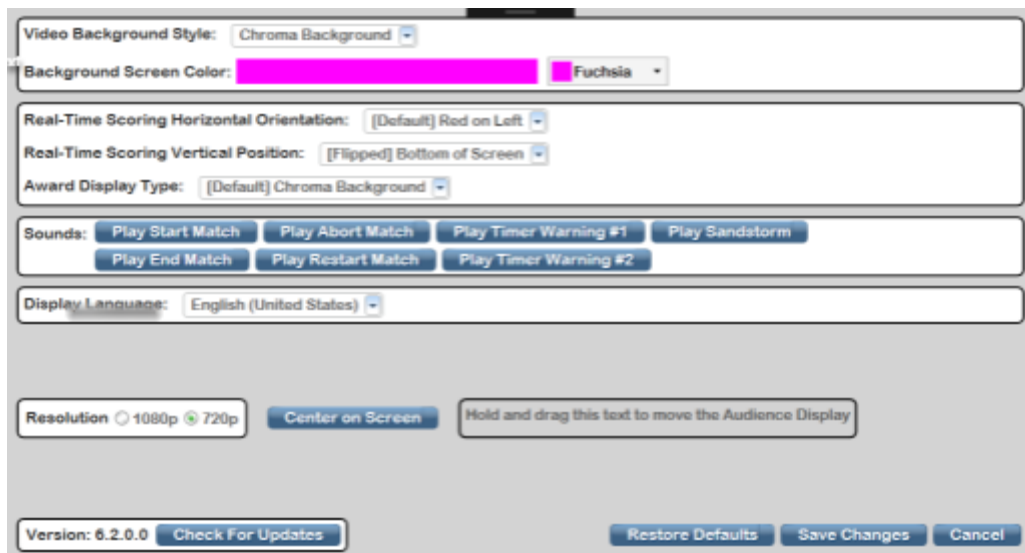 Video Background Style: Chroma Background
Background Screen Color: Fuchsia
Real-Time Scoring Horizontal Orientation: [Default] Red on Left
Real-Time Scoring Vertical Position: [Flipped] Bottom of Screen
Award Display Type: [Default] Chroma Background
Sounds: Play Start Match Play Abort Match Play Timer Warning #1 Play Sandstorm
Play End Match Play Restart Match Play Timer Warning #2
Display Language: English (United States)
Resolution 1080p 720p Center on Screen Hold and drag this text to move the Audience Display
Version: 6.2.0.0 Check For Updates Restore Defaults Save Changes Cancel